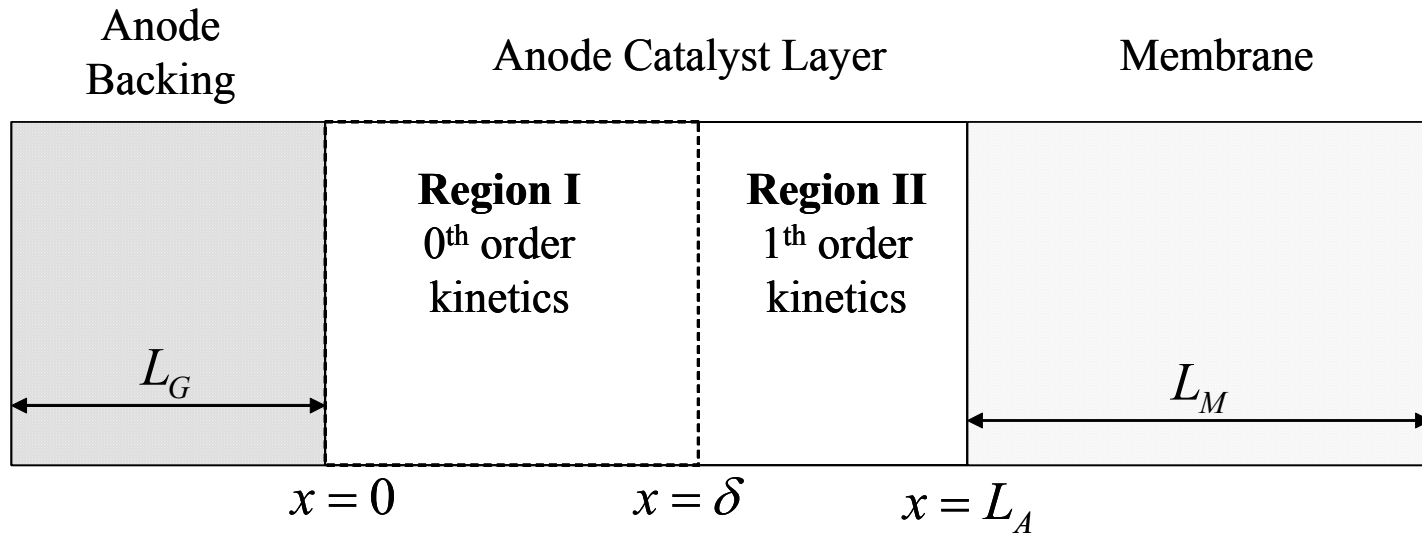 Anode
Backing
Anode Catalyst Layer
Membrane
Region I
0th order
kinetics
Region II
1th order
kinetics
L_G
L_M
x = 0
x = δ
x = L_A